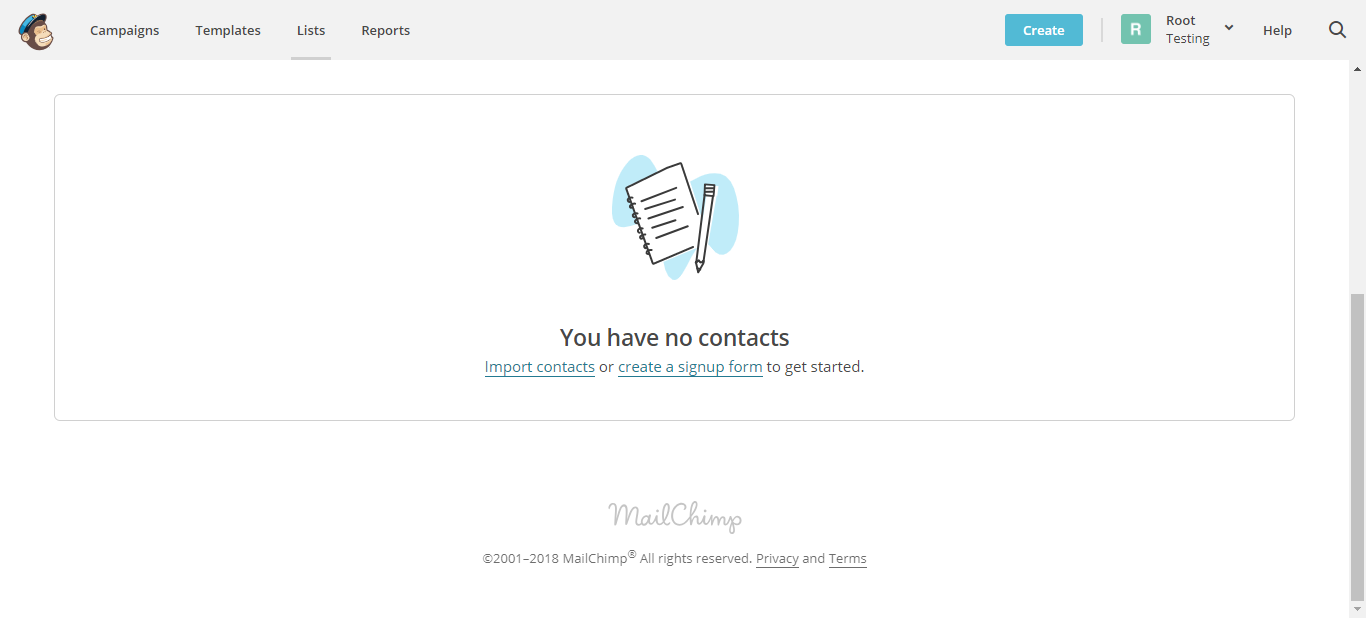 Campaigns Templates Lists Reports Create R Root Testing Help
You have no contacts
Import contacts or create a signup form to get started.
MailChimp
©2001–2018 MailChimp® All rights reserved. Privacy and Terms